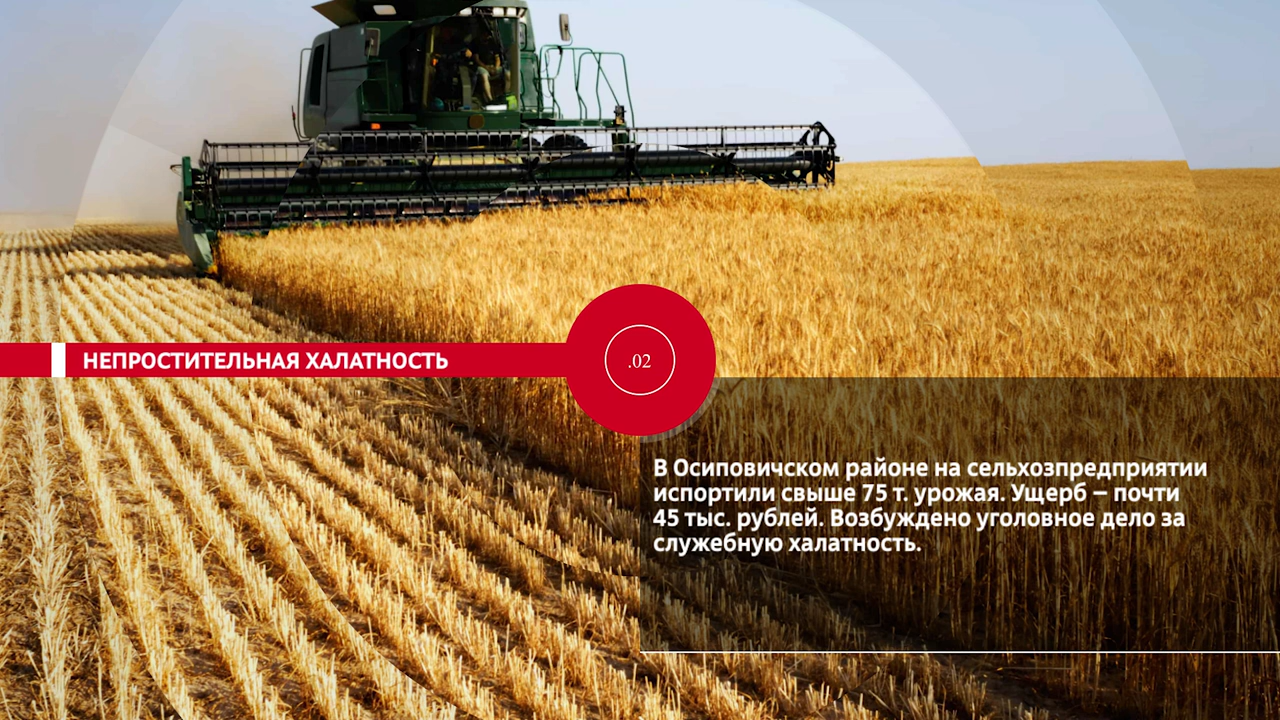 НЕПРОСТИТЕЛЬНАЯ ХАЛАТНОСТЬ
.02
В Осиповичском районе на сельхозпредприятии
испортили свыше 75 т. урожая. Ущерб – почти
45 тыс. рублей. Возбуждено уголовное дело за
служебную халатность.